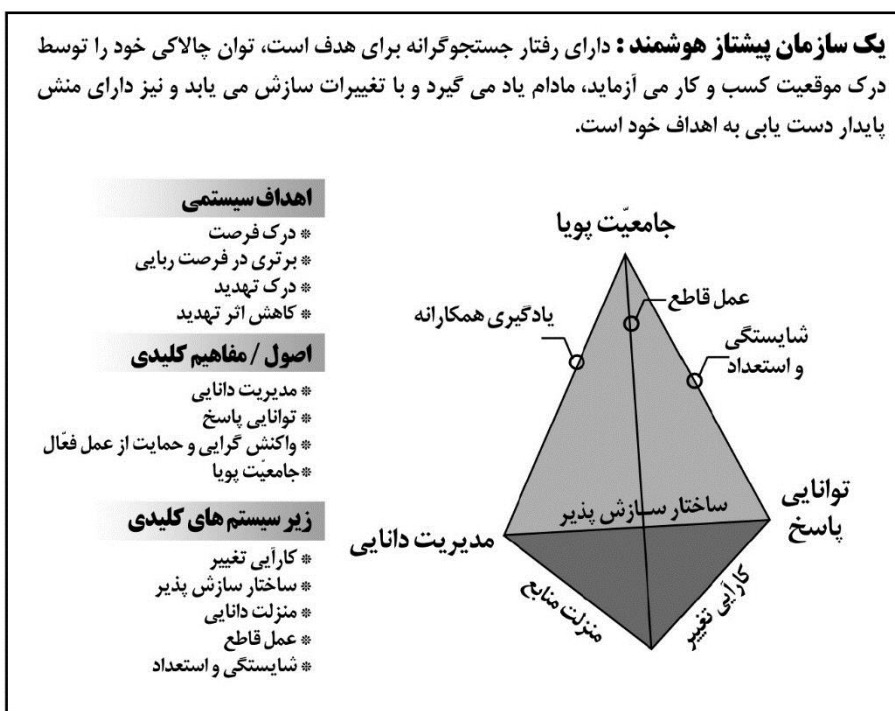 یک سازمان پیشتاز هوشمند : دارای رفتار جستجوگرانه برای هدف است، توان چالاکی خود را توسط
درک موقعیت کسب و کار می آزماید، مادام یاد می گیرد و با تغییرات سازش می یابد و نیز دارای منش
پایدار دست یابی به اهداف خود است.
جامعیّت پویا
عمل قاطع
یادگیری همکارانه
شایستگی
و استعداد
توانایی
پاسخ
ساختار سازش پذیر
مدیریت دانایی
منزلت منابع
کارآیی تغییر
اهداف سیستمی
* درک فرصت
* برتری در فرصت ربایی
* درک تهدید
* کاهش اثر تهدید
اصول / مفاهیم کلیدی
* مدیریت دانایی
* توانایی پاسخ
* واکنش گرایی و حمایت از عمل فعّال
* جامعیّت پویا
زیر سیستم های کلیدی
* کارآیی تغییر
* ساختار سازش پذیر
* منزلت دانایی
* عمل قاطع
* شایستگی و استعداد